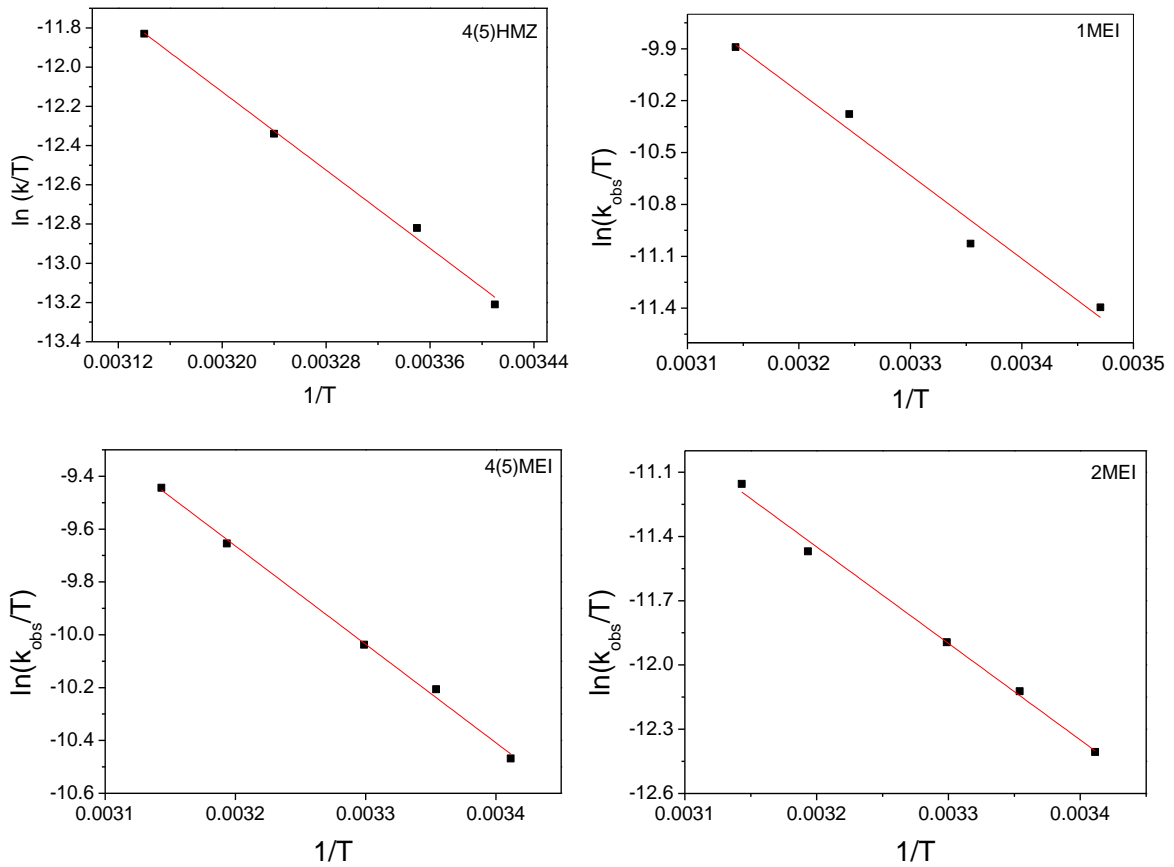 4(5)HMZ
ln (k/T)
-11.8
-12.0
-12.2
-12.4
-12.6
-12.8
-13.0
-13.2
-13.4
0.00312 0.00320 0.00328 0.00336 0.00344
1/T
1MEI
ln(k_obs/T)
-9.9
-10.2
-10.5
-10.8
-11.1
-11.4
0.0031 0.0032 0.0033 0.0034 0.0035
1/T
4(5)MEI
ln(k_obs/T)
-9.4
-9.6
-9.8
-10.0
-10.2
-10.4
-10.6
0.0031 0.0032 0.0033 0.0034
1/T
2MEI
ln(k_obs/T)
-11.1
-11.4
-11.7
-12.0
-12.3
-12.6
0.0031 0.0032 0.0033 0.0034
1/T